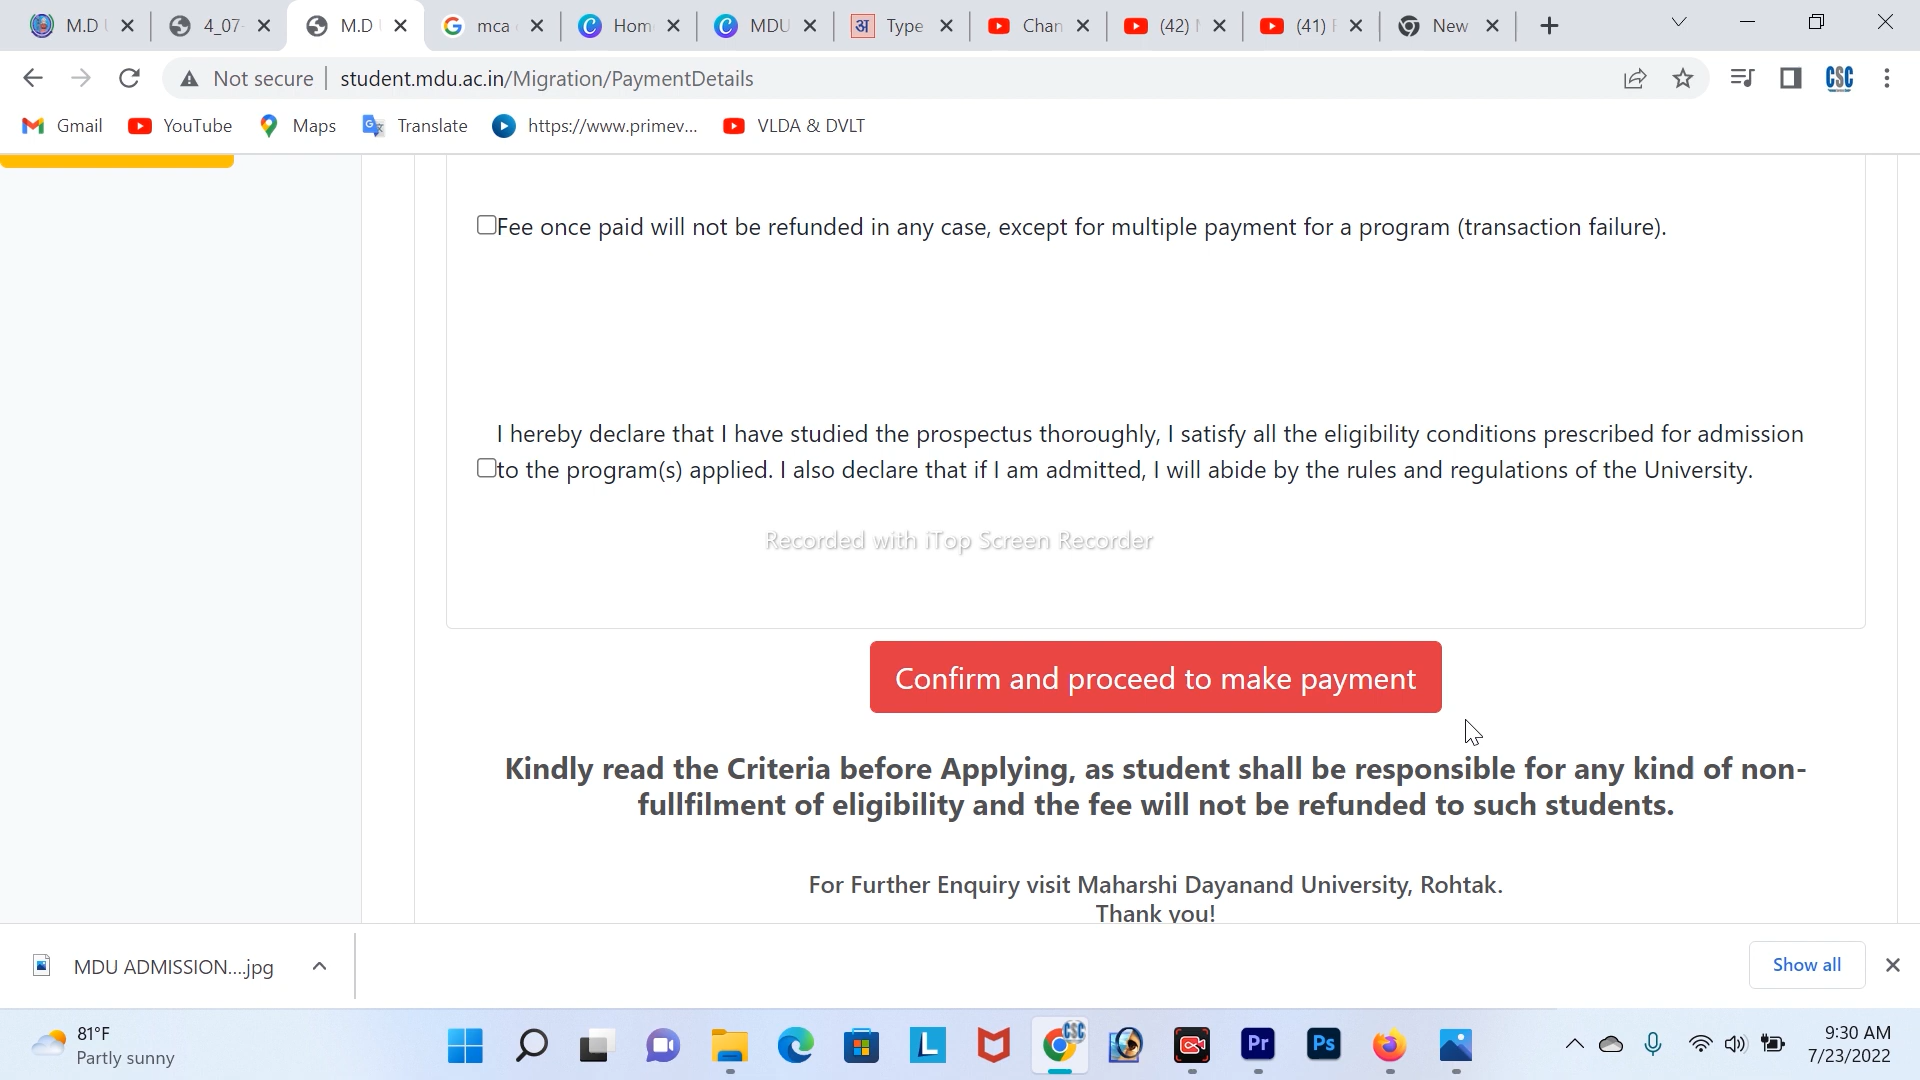 M.D
4_07
M.D
mca
Hom
MDU
Type
Chan
(42)
(41)
New
Not secure
student.mdu.ac.in/Migration/PaymentDetails
CSC
Gmail
YouTube
Maps
Translate
https://www.primev...
VLDA & DVLT
Fee once paid will not be refunded in any case, except for multiple payment for a program (transaction failure).
I hereby declare that I have studied the prospectus thoroughly, I satisfy all the eligibility conditions prescribed for admission
to the program(s) applied. I also declare that if I am admitted, I will abide by the rules and regulations of the University.
Recorded with iTop Screen Recorder
Confirm and proceed to make payment
Kindly read the Criteria before Applying, as student shall be responsible for any kind of non-
fullfilment of eligibility and the fee will not be refunded to such students.
For Further Enquiry visit Maharshi Dayanand University, Rohtak.
Thank you!
MDU ADMISSION....jpg
Show all
81°F
Partly sunny
L
CSC
Pr
Ps
9:30 AM
7/23/2022